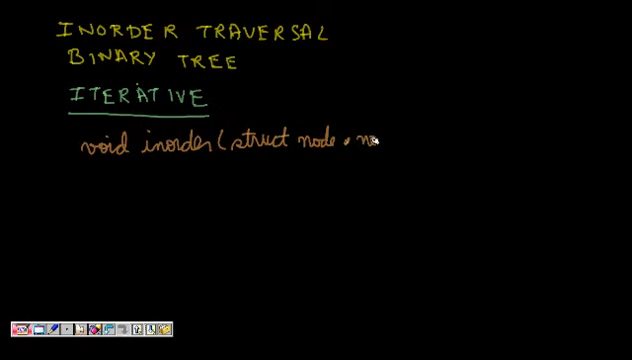 INORDER TRAVERSAL
BINARY TREE
ITERATIVE
void inorder(struct node *